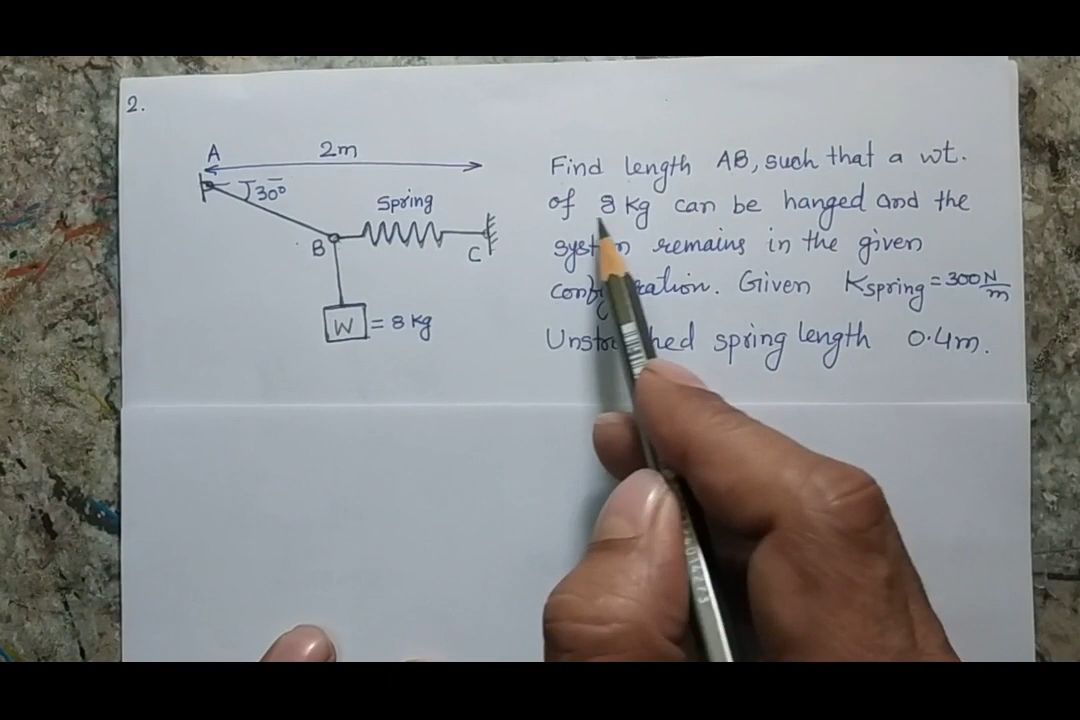 2.
A
2m
30°
Spring
B
C
W = 8 Kg
Find length AB, such that a wt.
of 8 Kg can be hanged and the
remains in the given
Given Kspring = 300 N/m
spring length 0.4m.